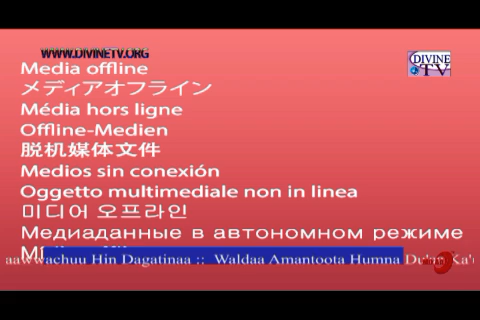 WWW.DIVINETV.ORG
DIVINE
TV
Media offline
メディアオフライン
Média hors ligne
Offline-Medien
脱机媒体文件
Medios sin conexión
Oggetto multimediale non in linea
미디어 오프라인
Медиаданные в автономном режиме
aawwachuu Hin Dagatinaa :: Waldaa Amantoota Humna